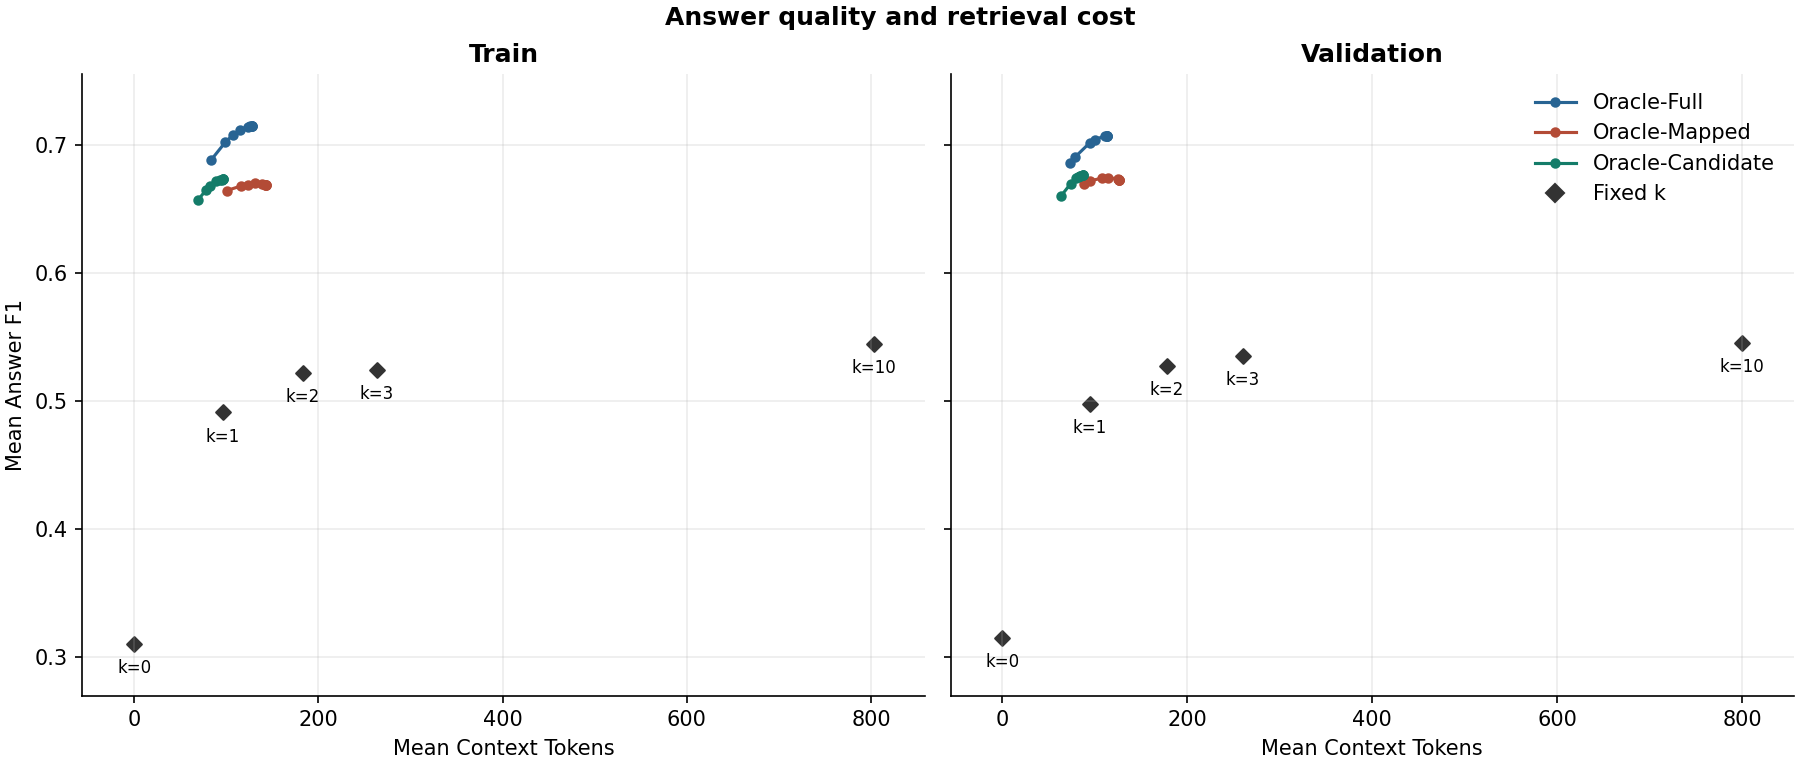 Answer quality and retrieval cost
Train
Mean Answer F1
0.7
0.6
0.5
0.4
0.3
k=0
k=1
k=2
k=3
k=10
0
200
400
600
800
Mean Context Tokens
Validation
Oracle-Full
Oracle-Mapped
Oracle-Candidate
Fixed k
k=0
k=1
k=2
k=3
k=10
0
200
400
600
800
Mean Context Tokens